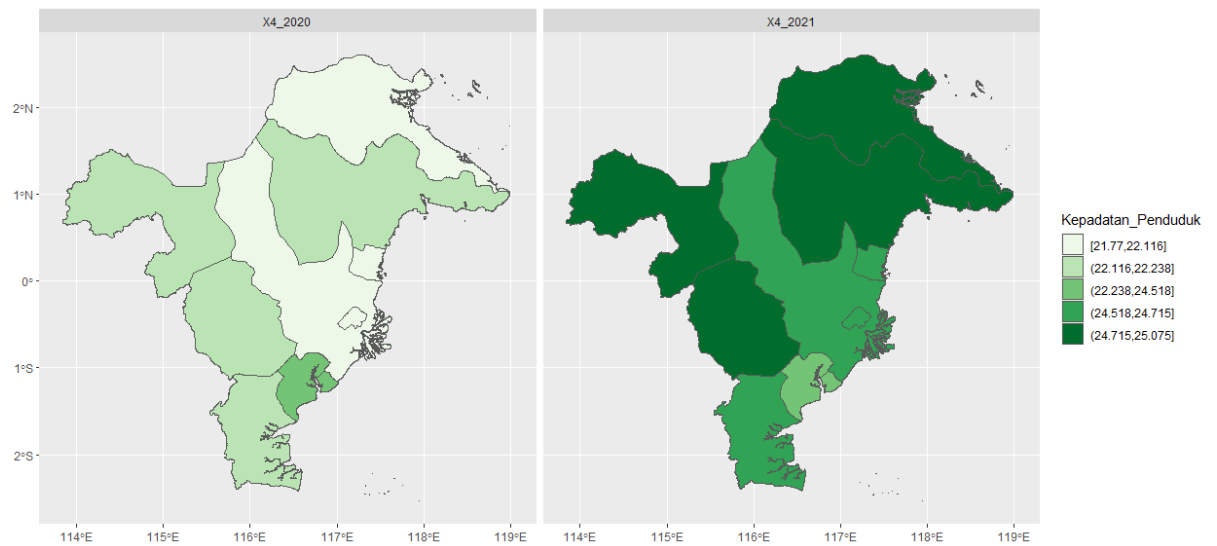 X4_2020 X4_2021
2°N
1°N
0°
1°S
2°S
114°E 115°E 116°E 117°E 118°E 119°E 114°E 115°E 116°E 117°E 118°E 119°E
Kepadatan_Penduduk
[21.77,22.116]
(22.116,22.238]
(22.238,24.518]
(24.518,24.715]
(24.715,25.075]